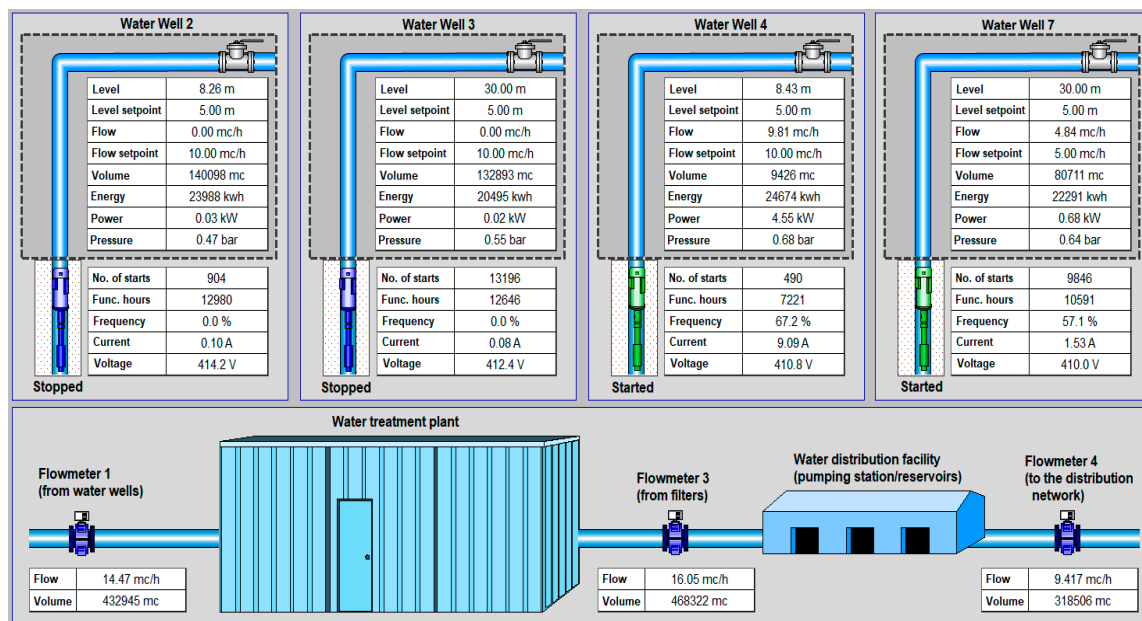 Water Well 2
Level 8.26 m
Level setpoint 5.00 m
Flow 0.00 mc/h
Flow setpoint 10.00 mc/h
Volume 140098 mc
Energy 23988 kwh
Power 0.03 kW
Pressure 0.47 bar
No. of starts 904
Func. hours 12980
Frequency 0.0 %
Current 0.10 A
Voltage 414.2 V
Stopped
Water Well 3
Level 30.00 m
Level setpoint 5.00 m
Flow 0.00 mc/h
Flow setpoint 10.00 mc/h
Volume 132893 mc
Energy 20495 kwh
Power 0.02 kW
Pressure 0.55 bar
No. of starts 13196
Func. hours 12646
Frequency 0.0 %
Current 0.08 A
Voltage 412.4 V
Stopped
Water Well 4
Level 8.43 m
Level setpoint 5.00 m
Flow 9.81 mc/h
Flow setpoint 10.00 mc/h
Volume 9426 mc
Energy 24674 kwh
Power 4.55 kW
Pressure 0.68 bar
No. of starts 490
Func. hours 7221
Frequency 67.2 %
Current 9.09 A
Voltage 410.8 V
Started
Water Well 7
Level 30.00 m
Level setpoint 5.00 m
Flow 4.84 mc/h
Flow setpoint 5.00 mc/h
Volume 80711 mc
Energy 22291 kwh
Power 0.68 kW
Pressure 0.64 bar
No. of starts 9846
Func. hours 10591
Frequency 57.1 %
Current 1.53 A
Voltage 410.0 V
Started
Water treatment plant
Flowmeter 1
(from water wells)
Flow 14.47 mc/h
Volume 432945 mc
Flowmeter 3
(from filters)
Flow 16.05 mc/h
Volume 468322 mc
Water distribution facility
(pumping station/reservoirs)
Flowmeter 4
(to the distribution
network)
Flow 9.417 mc/h
Volume 318506 mc